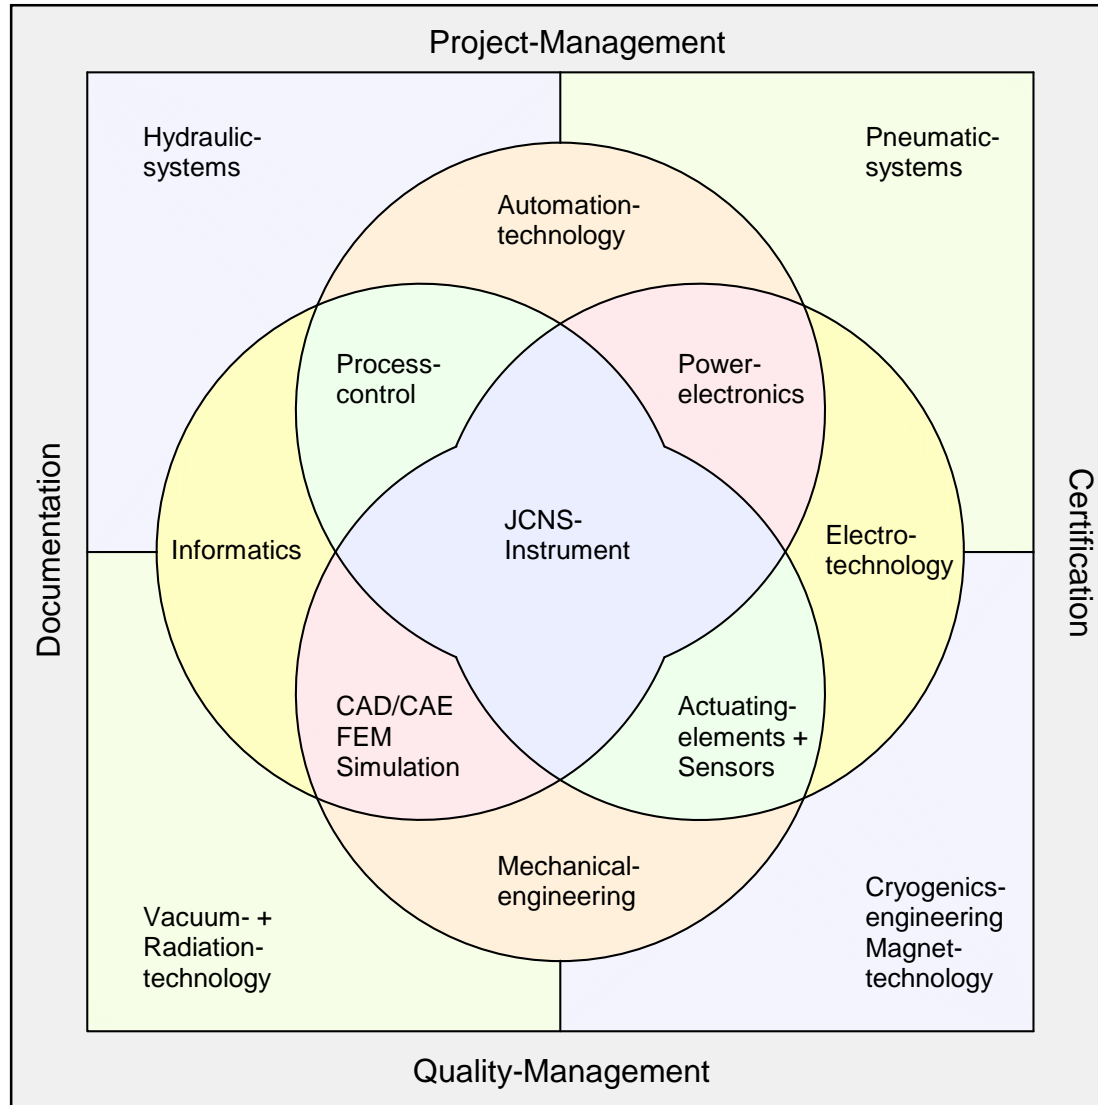 Project-Management
Hydraulic-
systems
Pneumatic-
systems
Automation-
technology
Process-
control
Power-
electronics
Documentation
Informatics
JCNS-
Instrument
Electro-
technology
Certification
CAD/CAE
FEM
Simulation
Actuating-
elements +
Sensors
Mechanical-
engineering
Vacuum- +
Radiation-
technology
Cryogenics-
engineering
Magnet-
technology
Quality-Management